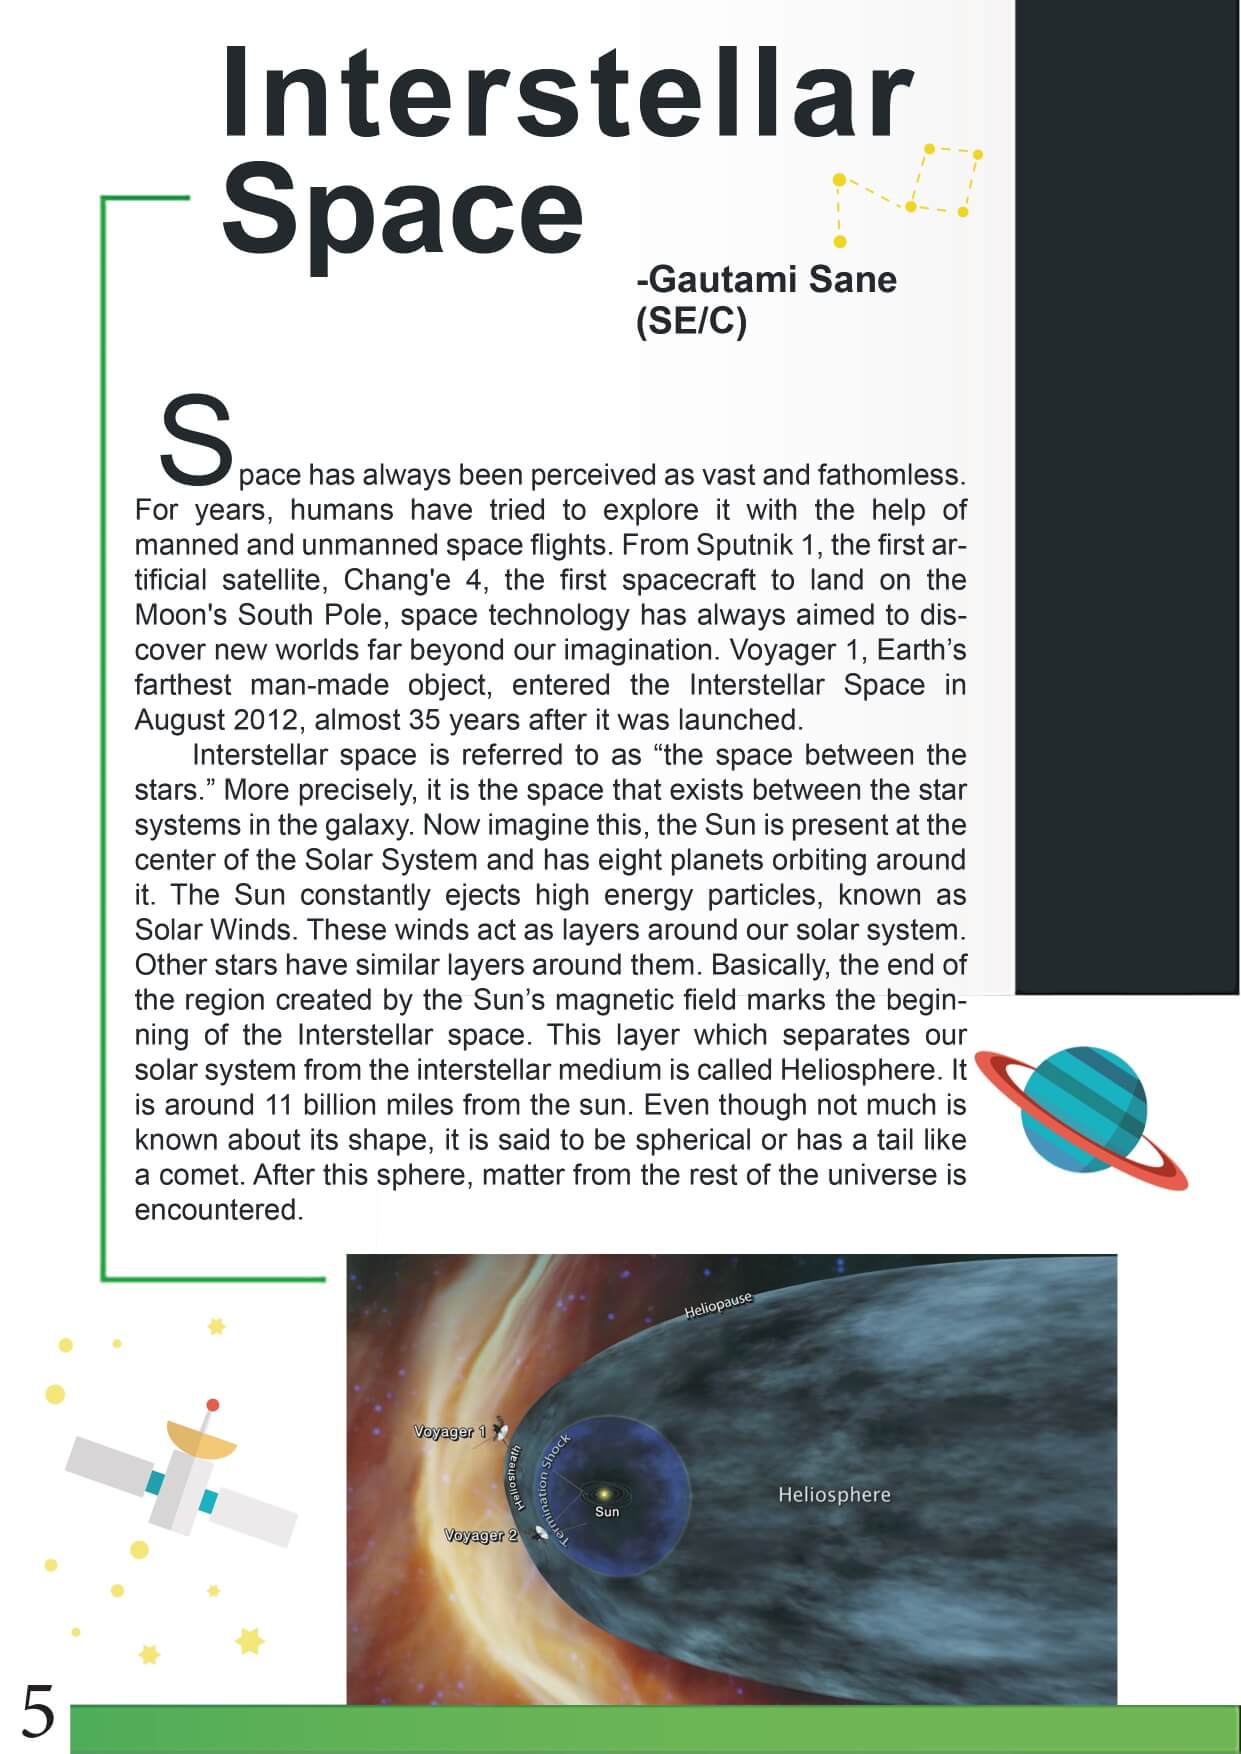 Interstellar
Space
-Gautami Sane
(SE/C)
Space has always been perceived as vast and fathomless.
For years, humans have tried to explore it with the help of
manned and unmanned space flights. From Sputnik 1, the first ar-
tificial satellite, Chang'e 4, the first spacecraft to land on the
Moon's South Pole, space technology has always aimed to dis-
cover new worlds far beyond our imagination. Voyager 1, Earth’s
farthest man-made object, entered the Interstellar Space in
August 2012, almost 35 years after it was launched.
Interstellar space is referred to as “the space between the
stars.” More precisely, it is the space that exists between the star
systems in the galaxy. Now imagine this, the Sun is present at the
center of the Solar System and has eight planets orbiting around
it. The Sun constantly ejects high energy particles, known as
Solar Winds. These winds act as layers around our solar system.
Other stars have similar layers around them. Basically, the end of
the region created by the Sun’s magnetic field marks the begin-
ning of the Interstellar space. This layer which separates our
solar system from the interstellar medium is called Heliosphere. It
is around 11 billion miles from the sun. Even though not much is
known about its shape, it is said to be spherical or has a tail like
a comet. After this sphere, matter from the rest of the universe is
encountered.
Heliopause
Voyager 1
Heliosheath
Termination Shock
Sun
Heliosphere
Voyager 2
5